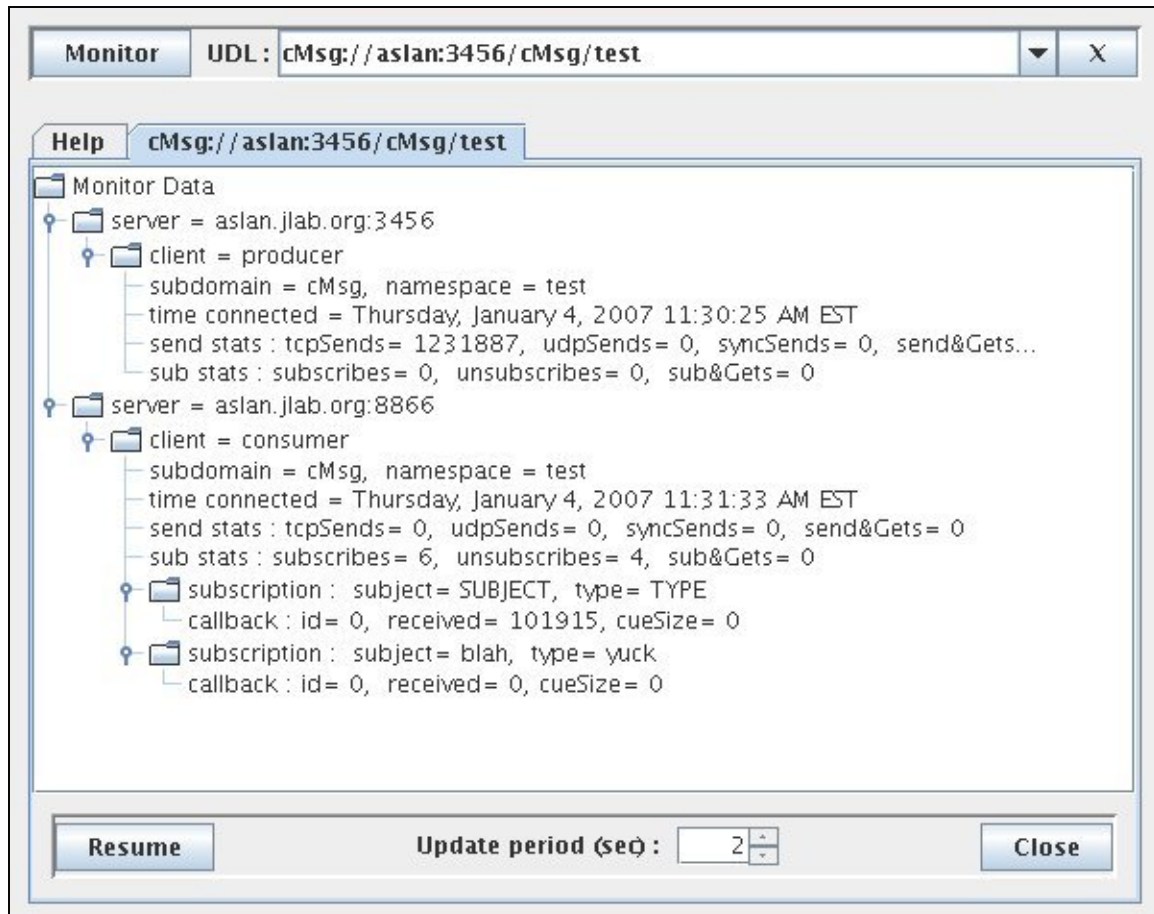 Monitor UDL : cMsg://aslan:3456/cMsg/test X
Help cMsg://aslan:3456/cMsg/test
Monitor Data
server = aslan.jlab.org:3456
client = producer
subdomain = cMsg, namespace = test
time connected = Thursday, January 4, 2007 11:30:25 AM EST
send stats : tcpSends= 1231887, udpSends= 0, syncSends= 0, send&Gets...
sub stats : subscribes= 0, unsubscribes= 0, sub&Gets= 0
server = aslan.jlab.org:8866
client = consumer
subdomain = cMsg, namespace = test
time connected = Thursday, January 4, 2007 11:31:33 AM EST
send stats : tcpSends= 0, udpSends= 0, syncSends= 0, send&Gets= 0
sub stats : subscribes= 6, unsubscribes= 4, sub&Gets= 0
subscription : subject= SUBJECT, type= TYPE
callback : id= 0, received= 101915, cueSize= 0
subscription : subject= blah, type= yuck
callback : id= 0, received= 0, cueSize= 0
Resume Update period (sec) : 2 Close